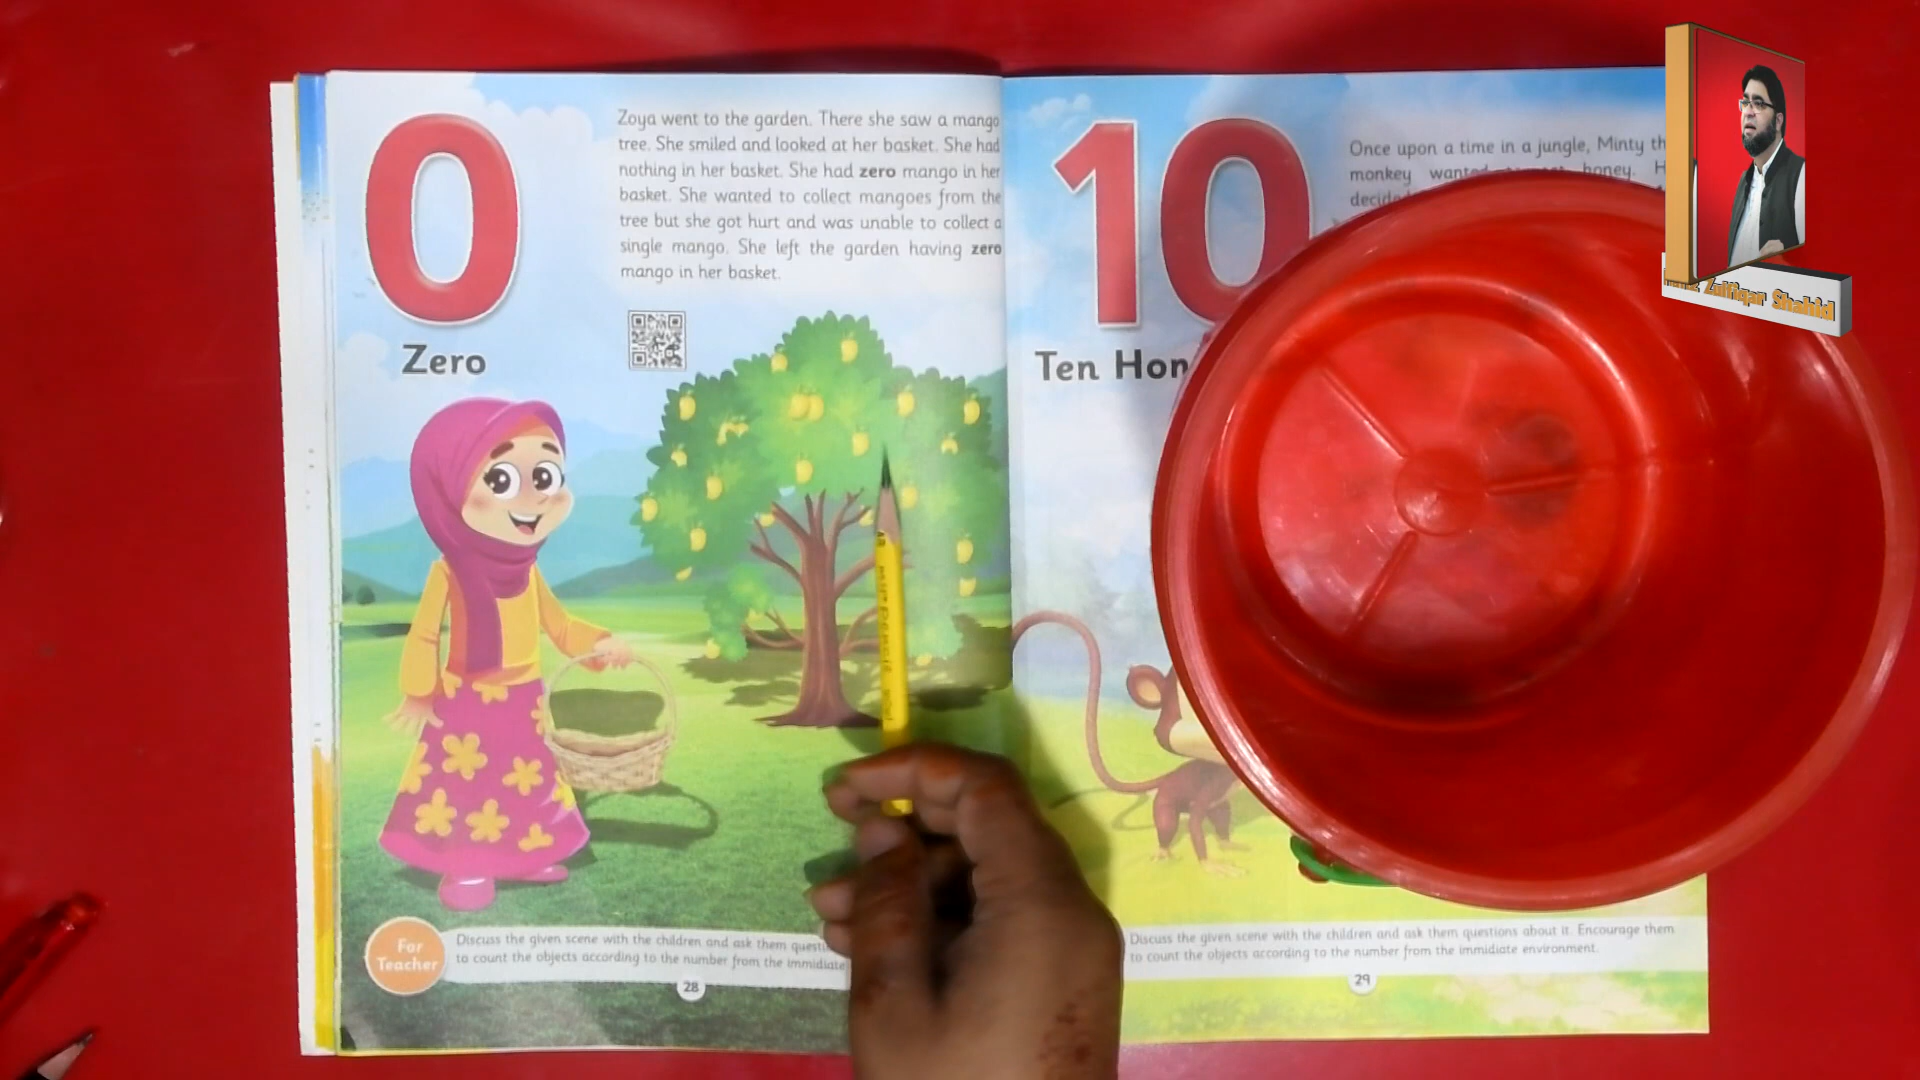 0
Zero
Zoya went to the garden. There she saw a mango
tree. She smiled and looked at her basket. She had
nothing in her basket. She had zero mango in her
basket. She wanted to collect mangoes from the
tree but she got hurt and was unable to collect a
single mango. She left the garden having zero
mango in her basket.
For
Teacher
Discuss the given scene with the children and ask them
to count the objects according to the number from the immidiate
28
10
Ten
Once upon a time in a jungle, Minty
monkey honey.
Discuss the given scene with the children and ask them questions about it. Encourage them
to count the objects according to the number from the immidiate environment.
29
Zulfiqar Shahid